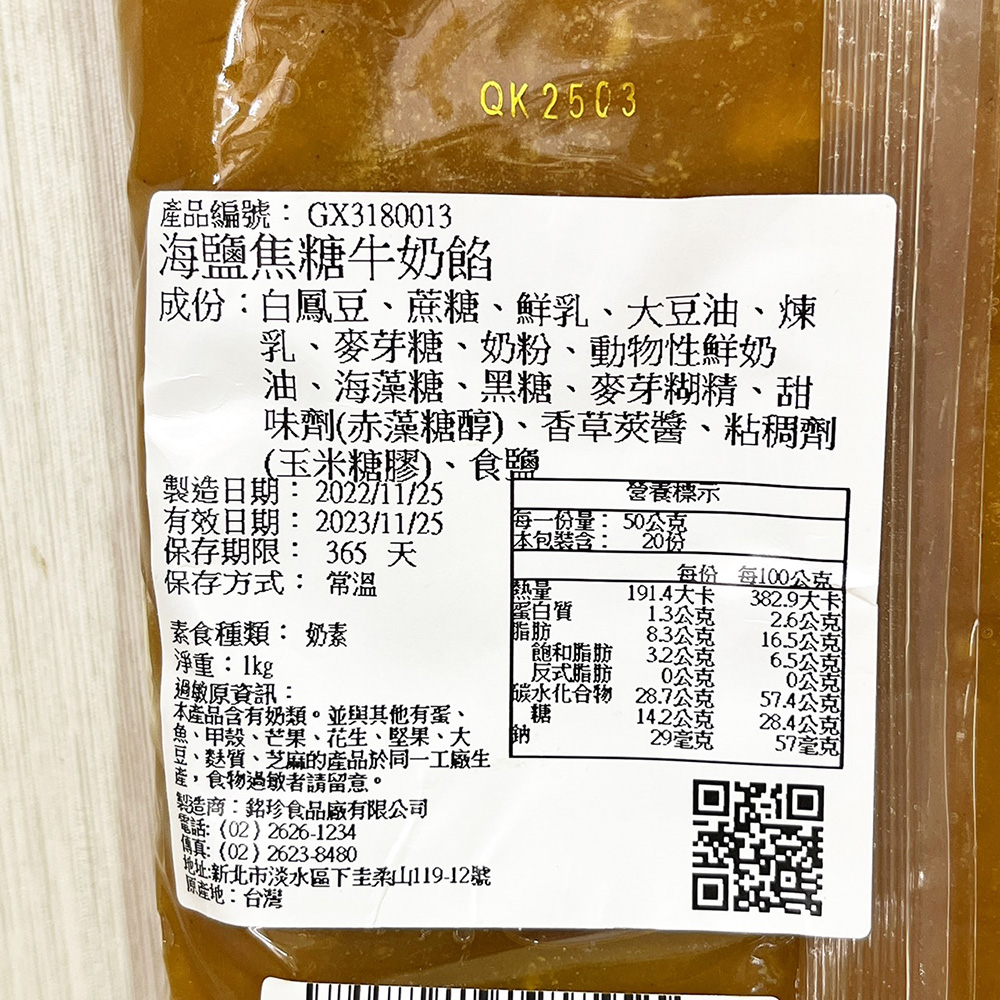 QK2503
產品編號： GX3180013
海鹽焦糖牛奶餡
成份：白鳳豆、蔗糖、鮮乳、大豆油、煉
乳、麥芽糖、奶粉、動物性鮮奶
油、海藻糖、黑糖、麥芽糊精、甜
味劑(赤藻糖醇)、香草莢醬、粘稠劑
(玉米糖膠)、食鹽
製造日期： 2022/11/25
有效日期： 2023/11/25
保存期限： 365 天
保存方式： 常溫
素食種類： 奶素
淨重：1kg
過敏原資訊：
本產品含有奶類。並與其他有蛋、
魚、甲殼、芒果、花生、堅果、大
豆、麩質、芝麻的產品於同一工廠生
產，食物過敏者請留意。
製造商：銘珍食品廠有限公司
電話:（02）2626-1234
傳真:（02）2623-8480
地址:新北市淡水區下圭柔山119-12號
原產地：台灣
營養標示
每一份量： 50公克
本包裝含： 20份
每份 每100公克
熱量 191.4大卡 382.9大卡
蛋白質 1.3公克 2.6公克
脂肪 8.3公克 16.5公克
飽和脂肪 3.2公克 6.5公克
反式脂肪 0公克 0公克
碳水化合物 28.7公克 57.4公克
糖 14.2公克 28.4公克
鈉 29毫克 57毫克